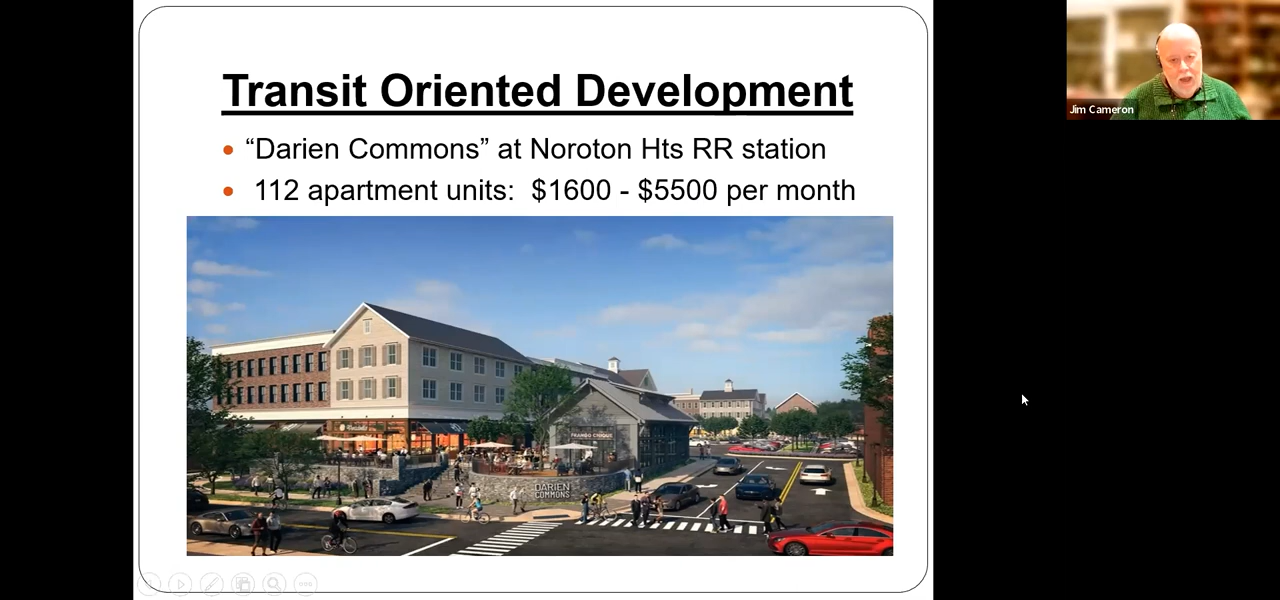 Transit Oriented Development
“Darien Commons” at Noroton Hts RR station
112 apartment units: $1600 - $5500 per month
DARIEN
COMMONS
Jim Cameron